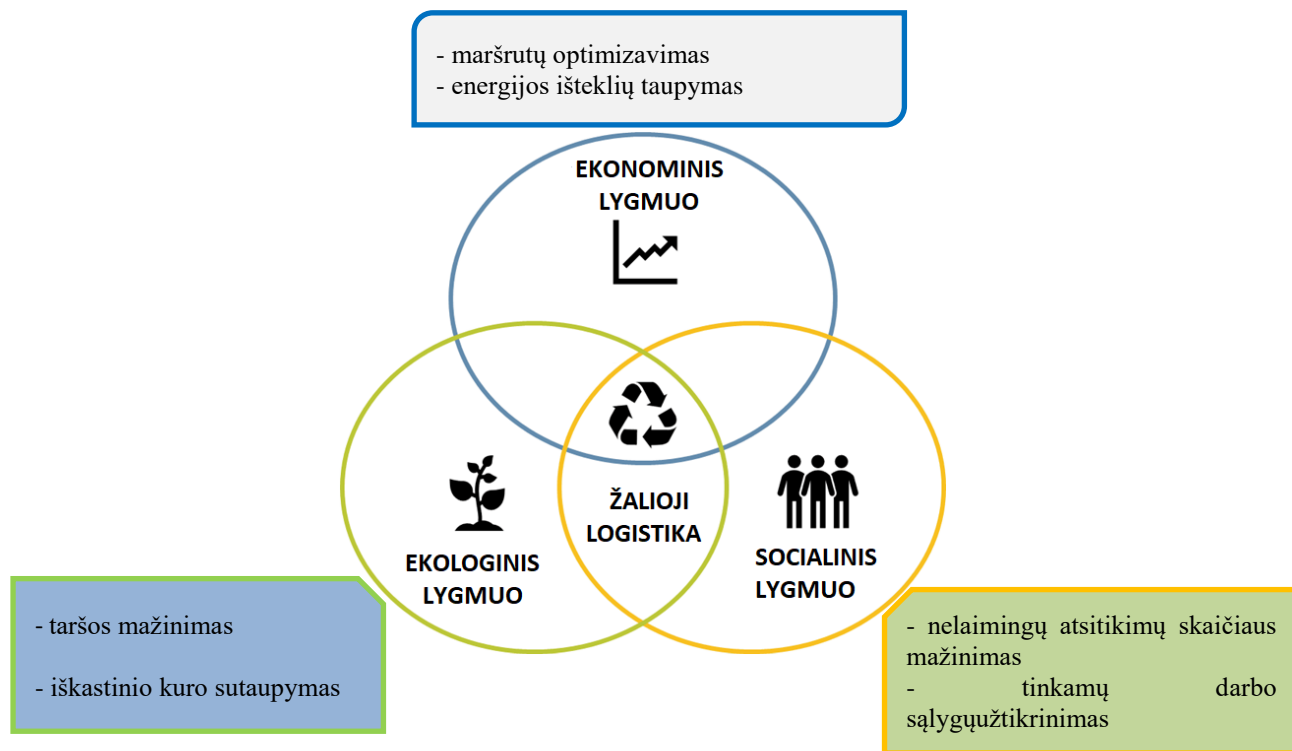 - maršrutų optimizavimas
- energijos išteklių taupymas
EKONOMINIS
LYGMUO
ŽALIOJI
LOGISTIKA
EKOLOGINIS
LYGMUO
SOCIALINIS
LYGMUO
- taršos mažinimas
- iškastinio kuro sutaupymas
- nelaimingų atsitikimų skaičiaus
mažinimas
- tinkamų darbo
sąlygųužtikrinimas